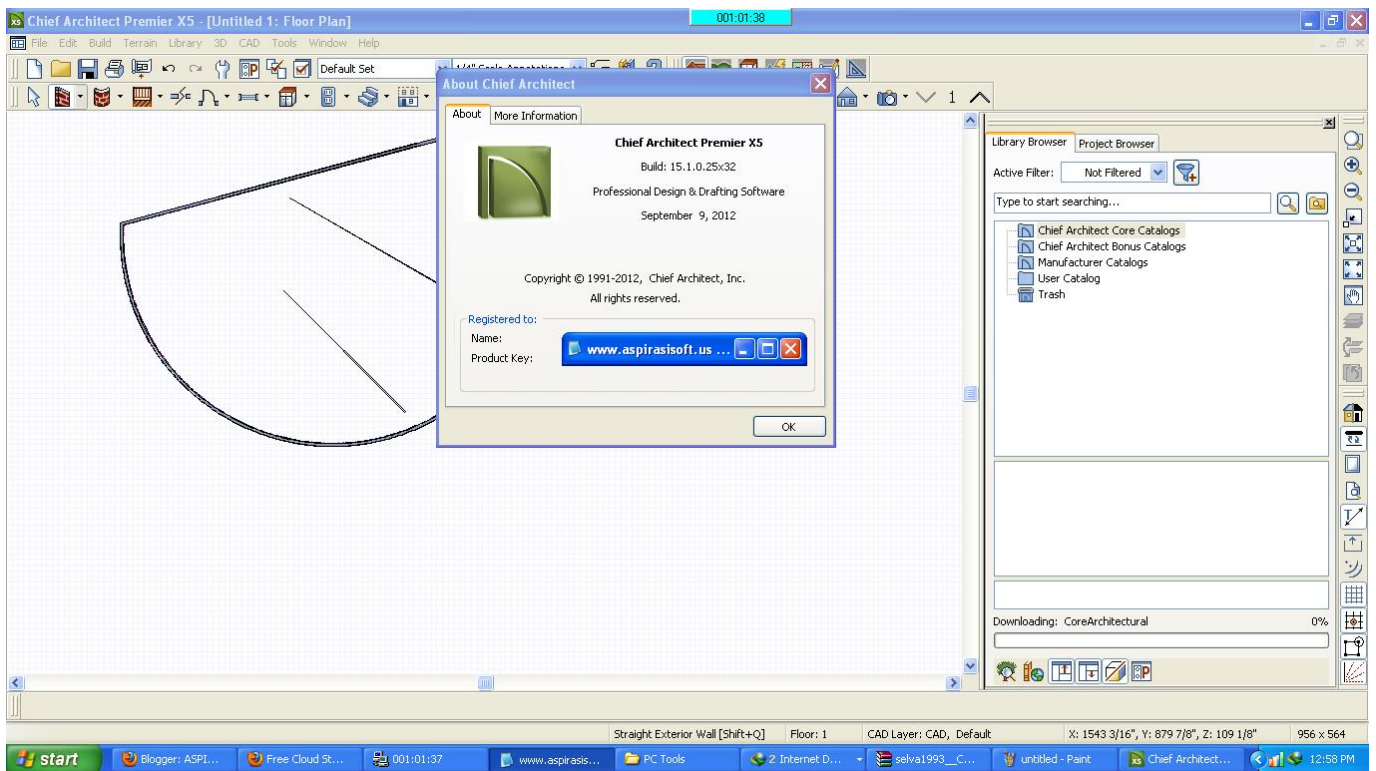 Chief Architect Premier X5 - [Untitled 1: Floor Plan]
001:01:38
File Edit Build Terrain Library 3D CAD Tools Window Help
Default Set
1
About Chief Architect
About More Information
Chief Architect Premier X5
Build: 15.1.0.25x32
Professional Design & Drafting Software
September 9, 2012
Copyright © 1991-2012, Chief Architect, Inc.
All rights reserved.
Registered to:
Name:
Product Key:
www.aspirasisoft.us ...
OK
Library Browser Project Browser
Active Filter: Not Filtered
Type to start searching...
Chief Architect Core Catalogs
Chief Architect Bonus Catalogs
Manufacturer Catalogs
User Catalog
Trash
Downloading: CoreArchitectural 0%
Straight Exterior Wall [Shift+Q] Floor: 1 CAD Layer: CAD, Default X: 1543 3/16", Y: 879 7/8", Z: 109 1/8" 956 x 564
start Blogger: ASPI... Free Cloud St... 001:01:37 www.aspirasis... PC Tools 2 Internet D... selva1993__C... untitled - Paint Chief Architect... 12:58 PM